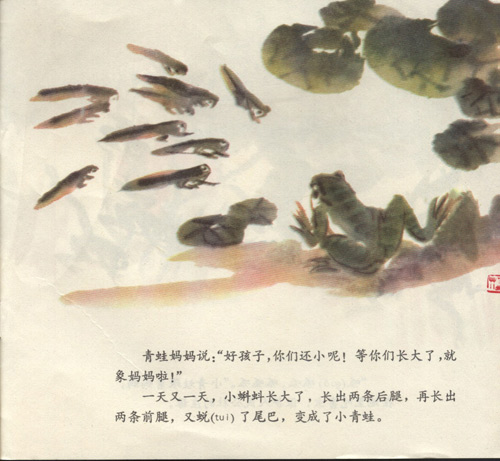 青蛙妈妈说:“好孩子,你们还小呢!等你们长大了,就
象妈妈啦!”
一天又一天,小蝌蚪长大了,长出两条后腿,再长出
两条前腿,又蜕(tui)了尾巴,变成了小青蛙。